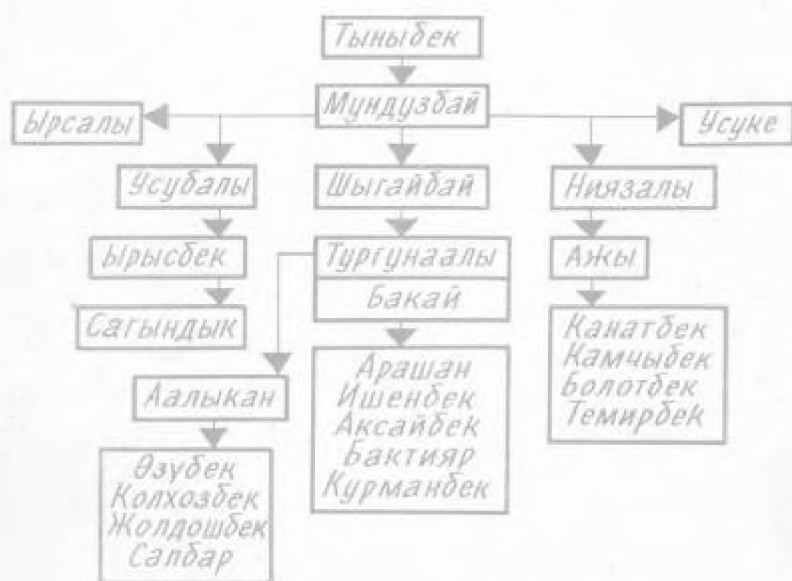 Тыныбек
Мундузбай
Ырсалы
Усуке
Усубалы
Шыгайбай
Ниязалы
Ырысбек
Тургунаалы
Ажы
Бакай
Сагындык
Аалыкан
Арашан
Ишенбек
Аксайбек
Бактияр
Курманбек
Канатбек
Камчыбек
Болотбек
Темирбек
Өзүбек
Колхозбек
Жолдошбек
Сапбар